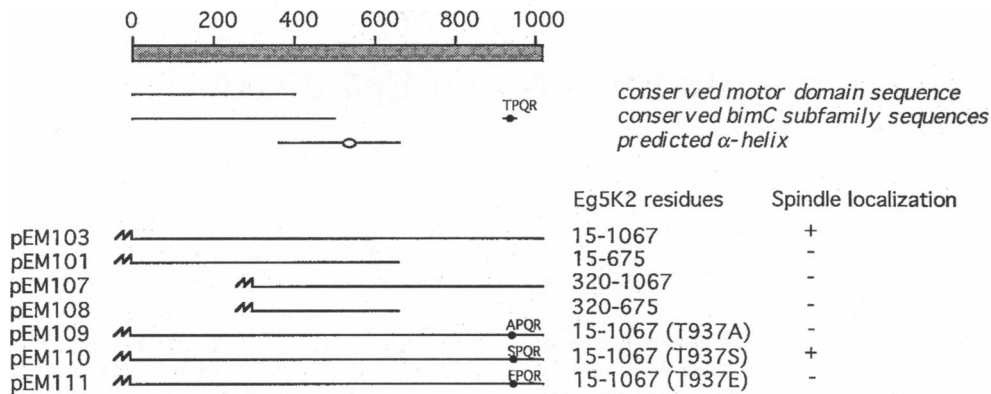 0 200 400 600 800 1000
conserved motor domain sequence
TPQR conserved bimC subfamily sequences
predicted α-helix
Eg5K2 residues Spindle localization
pEM103 15-1067 +
pEM101 15-675 -
pEM107 320-1067 -
pEM108 320-675 -
pEM109 APQR 15-1067 (T937A) -
pEM110 SPQR 15-1067 (T937S) +
pEM111 EPQR 15-1067 (T937E) -